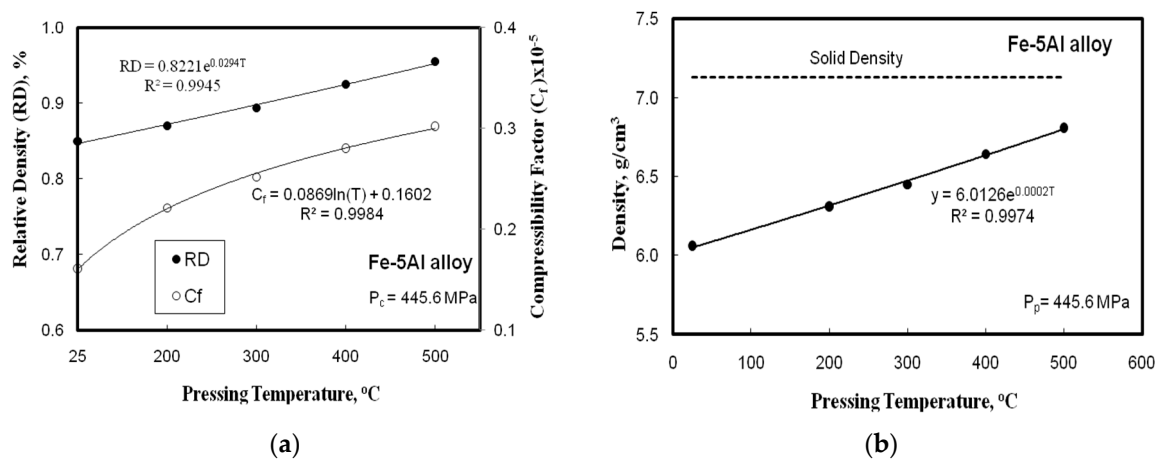 1.0
0.9
0.8
0.7
0.6
Relative Density (RD), %
RD = 0.8221e^0.0294T
R² = 0.9945
C_f = 0.0869ln(T) + 0.1602
R² = 0.9984
RD
Cf
Fe-5Al alloy
P_c = 445.6 MPa
0.4
0.3
0.2
0.1
Compressibility Factor (C_f) x10^-5
25 200 300 400 500
Pressing Temperature, °C
(a)
7.5
7.0
6.5
6.0
5.5
Density, g/cm³
Fe-5Al alloy
Solid Density
y = 6.0126e^0.0002T
R² = 0.9974
P_p = 445.6 MPa
0 100 200 300 400 500 600
Pressing Temperature, °C
(b)